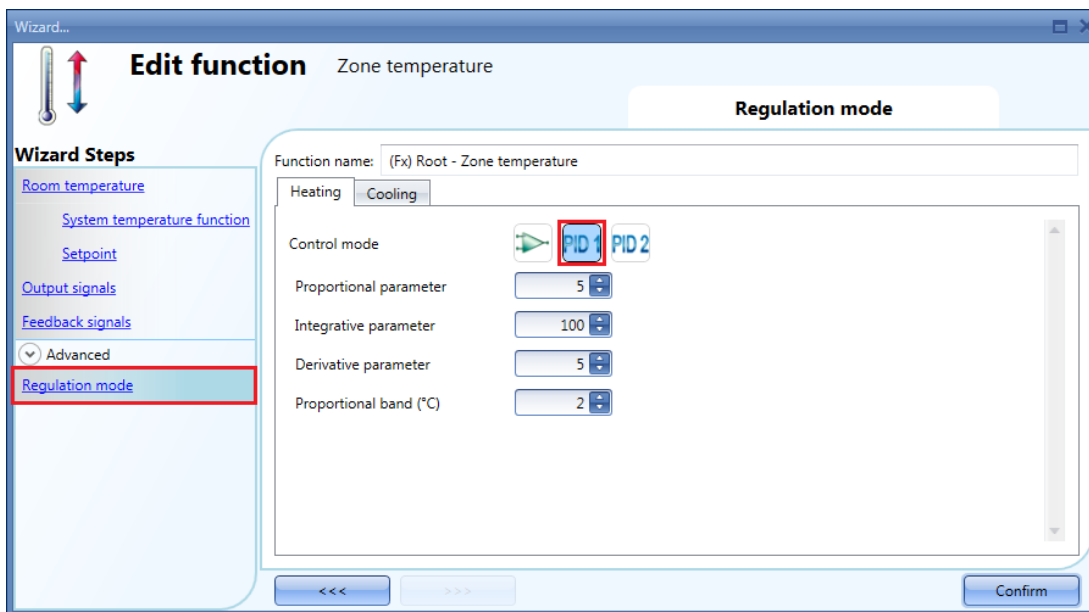 Wizard...
Edit function Zone temperature
Regulation mode
Wizard Steps
Room temperature
System temperature function
Setpoint
Output signals
Feedback signals
Advanced
Regulation mode
Function name: (Fx) Root - Zone temperature
Heating Cooling
Control mode PID 1 PID 2
Proportional parameter 5
Integrative parameter 100
Derivative parameter 5
Proportional band (°C) 2
<<< >>> Confirm